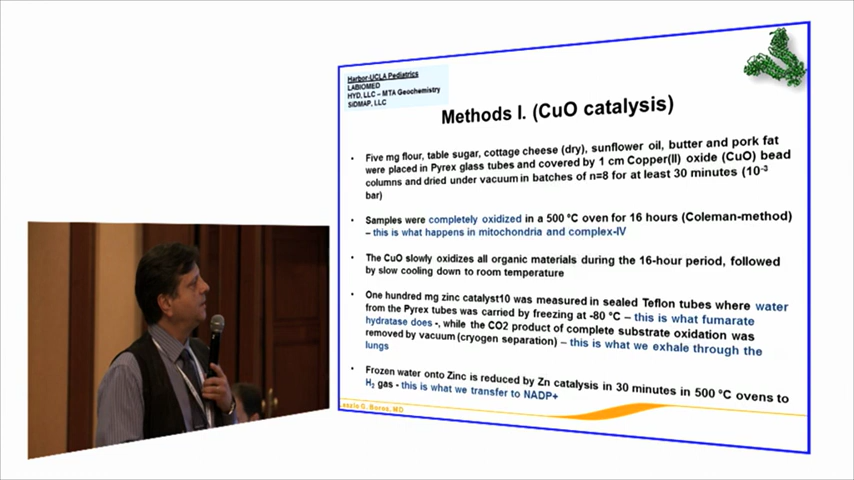 Harbor-UCLA Pediatrics
LABIOMED
HYD, LLC – MTA Geochemistry
SiDMAP, LLC
Methods I. (CuO catalysis)
• Five mg flour, table sugar, cottage cheese (dry), sunflower oil, butter and pork fat
were placed in Pyrex glass tubes and covered by 1 cm Copper(II) oxide (CuO) bead
columns and dried under vacuum in batches of n=8 for at least 30 minutes (10⁻³
bar)
• Samples were completely oxidized in a 500 °C oven for 16 hours (Coleman-method)
– this is what happens in mitochondria and complex-IV
• The CuO slowly oxidizes all organic materials during the 16-hour period, followed
by slow cooling down to room temperature
• One hundred mg zinc catalyst10 was measured in sealed Teflon tubes where water
from the Pyrex tubes was carried by freezing at -80 °C – this is what fumarate
hydratase does -, while the CO2 product of complete substrate oxidation was
removed by vacuum (cryogen separation) – this is what we exhale through the
lungs
• Frozen water onto Zinc is reduced by Zn catalysis in 30 minutes in 500 °C ovens to
H₂ gas - this is what we transfer to NADP+
Laszlo G. Boros, MD